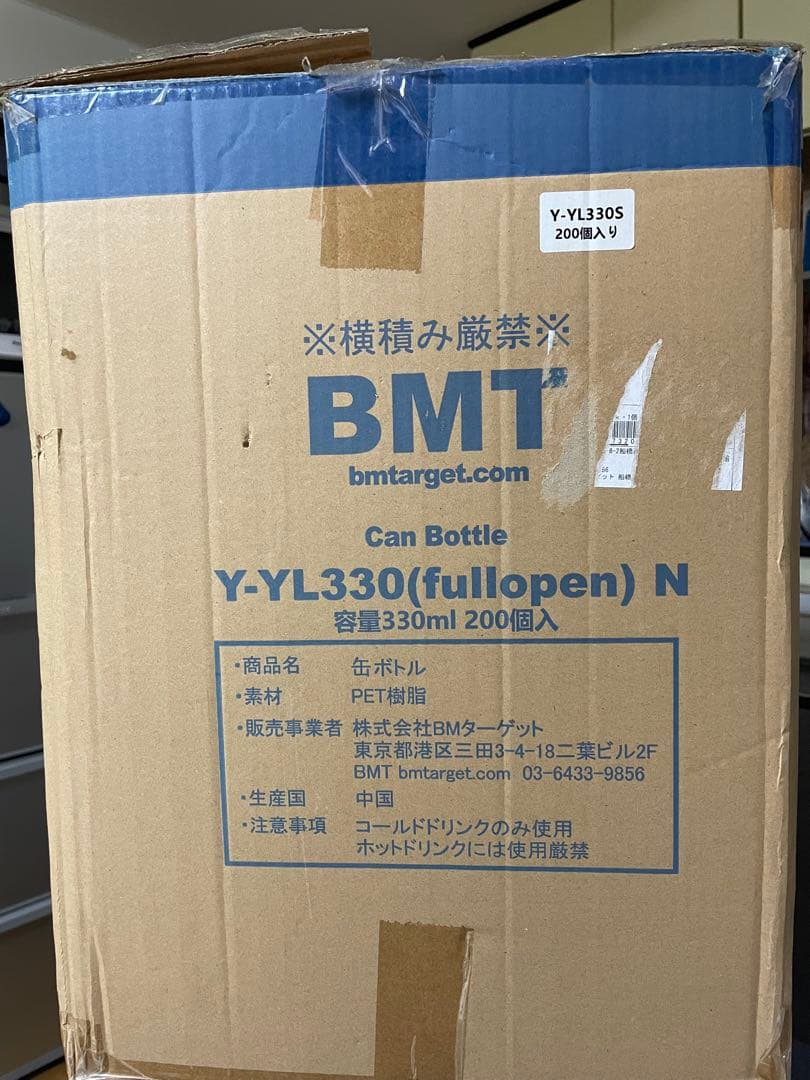 Y-YL330S
200個入り
※横積み厳禁※
BMT
bmtarget.com
Can Bottle
Y-YL330(fullopen) N
容量330ml 200個入
・商品名 缶ボトル
・素材 PET樹脂
・販売事業者 株式会社BMターゲット
東京都港区三田3-4-18二葉ビル2F
BMT bmtarget.com 03-6433-9856
・生産国 中国
・注意事項 コールドドリンクのみ使用
ホットドリンクには使用厳禁